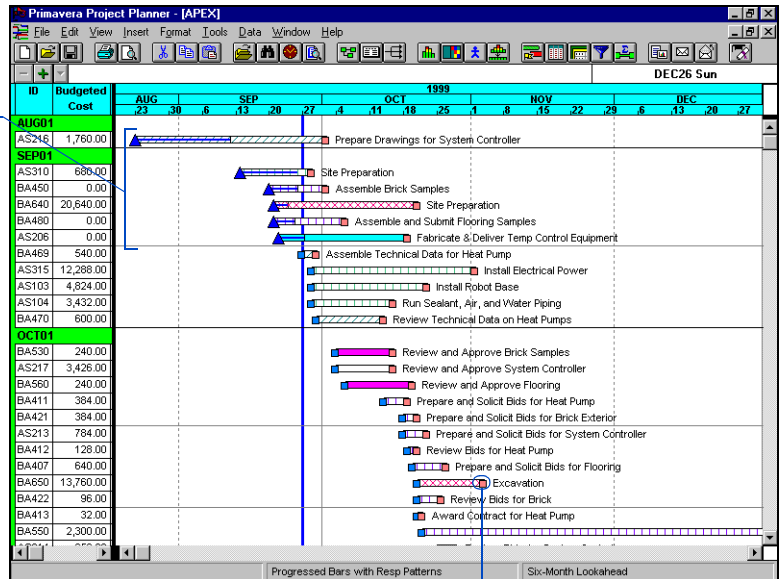 Primavera Project Planner - [APEX]
File Edit View Insert Format Tools Data Window Help
DEC26 Sun
ID Budgeted Cost
1999
AUG SEP OCT NOV DEC
23 30 6 13 20 27 4 11 18 25 1 8 15 22 29 6 13 20 27
AUG01
AS216 1,760.00 Prepare Drawings for System Controller
SEP01
AS310 680.00 Site Preparation
BA450 0.00 Assemble Brick Samples
BA640 20,640.00 Site Preparation
BA480 0.00 Assemble and Submit Flooring Samples
AS206 0.00 Fabricate & Deliver Temp Control Equipment
BA469 540.00 Assemble Technical Data for Heat Pump
AS315 12,288.00 Install Electrical Power
AS103 4,824.00 Install Robot Base
AS104 3,432.00 Run Sealant, Air, and Water Piping
BA470 600.00 Review Technical Data on Heat Pumps
OCT01
BA530 240.00 Review and Approve Brick Samples
AS217 3,426.00 Review and Approve System Controller
BA560 240.00 Review and Approve Flooring
BA411 384.00 Prepare and Solicit Bids for Heat Pump
BA421 384.00 Prepare and Solicit Bids for Brick Exterior
AS213 784.00 Prepare and Solicit Bids for System Controller
BA412 128.00 Review Bids for Heat Pump
BA407 640.00 Prepare and Solicit Bids for Flooring
BA650 13,760.00 Excavation
BA422 96.00 Review Bids for Brick
BA413 32.00 Award Contract for Heat Pump
BA550 2,300.00
Progressed Bars with Resp Patterns Six-Month Lookahead